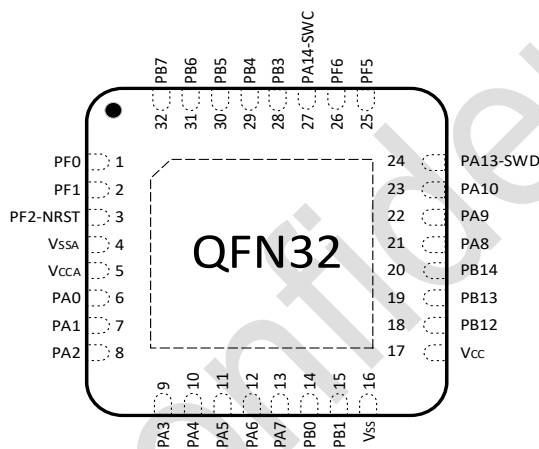 PB7 PB6 PB5 PB4 PB3 PA14-SWC PF6 PF5
32 31 30 29 28 27 26 25
PF0 1 24 PA13-SWD
PF1 2 23 PA10
PF2-NRST 3 22 PA9
VSSA 4 21 PA8
VCCA 5 20 PB14
PA0 6 19 PB13
PA1 7 18 PB12
PA2 8 17 VCC
QFN32
9 10 11 12 13 14 15 16
PA3 PA4 PA5 PA6 PA7 PB0 PB1 VSS